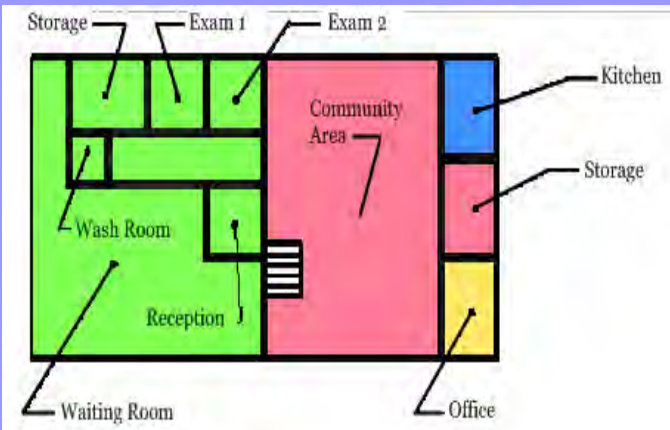 Storage
Exam 1
Exam 2
Kitchen
Community
Area
Storage
Wash Room
Reception
Waiting Room
Office